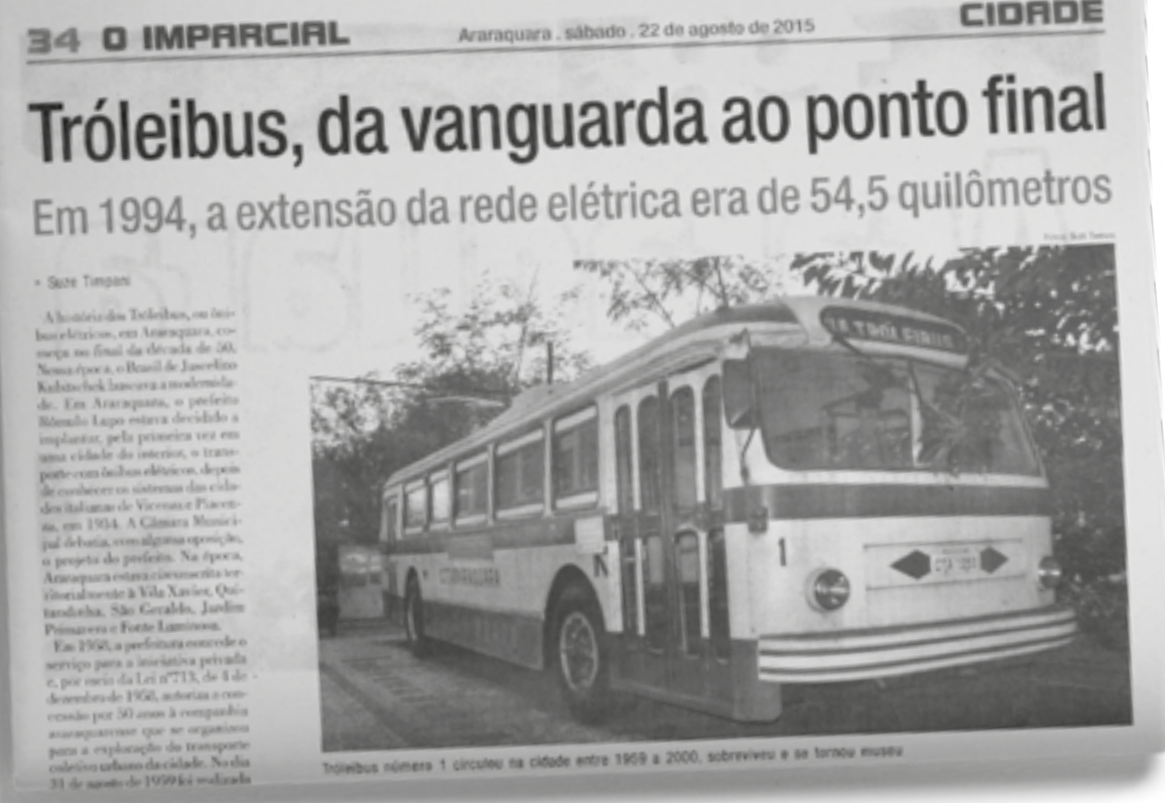 34 O IMPARCIAL
Araraquara . sábado . 22 de agosto de 2015
CIDADE
Tróleibus, da vanguarda ao ponto final
Em 1994, a extensão da rede elétrica era de 54,5 quilômetros
• Suze Timpani
A história dos Tróleibus, ou ôni-
bus elétricos, em Araraquara, co-
meça no final da década de 50.
Nessa época, o Brasil de Juscelino
Kubitschek buscava a modernida-
de. Em Araraquara, o prefeito
Rômulo Lupo estava decidido a
implantar, pela primeira vez em
uma cidade do interior, o trans-
porte com ônibus elétricos, depois
de conhecer os sistemas das cida-
des italianas de Vicenza e Piacen-
za, em 1954. A Câmara Munici-
pal debatia, com alguma oposição,
o projeto do prefeito. Na época,
Araraquara estava circunscrita ter-
ritorialmente à Vila Xavier, Qui-
tandinha, São Geraldo, Jardim
Primavera e Fonte Luminosa.
Em 1958, a prefeitura concede o
serviço para a iniciativa privada
e, por meio da Lei nº713, de 4 de
dezembro de 1958, autoriza a con-
cessão por 50 anos à companhia
araraquarense que se organizou
para a exploração do transporte
coletivo urbano da cidade. No dia
31 de agosto de 1959 foi realizada
TROLEIBUS
1
Tróleibus número 1 circulou na cidade entre 1959 a 2000, sobreviveu e se tornou museu